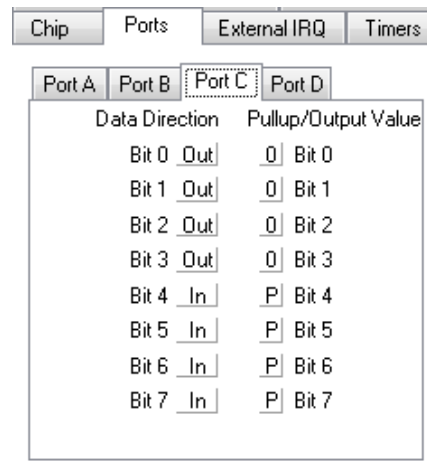 Chip Ports External IRQ Timers
Port A Port B Port C Port D
Data Direction Pullup/Output Value
Bit 0 Out 0 Bit 0
Bit 1 Out 0 Bit 1
Bit 2 Out 0 Bit 2
Bit 3 Out 0 Bit 3
Bit 4 In P Bit 4
Bit 5 In P Bit 5
Bit 6 In P Bit 6
Bit 7 In P Bit 7